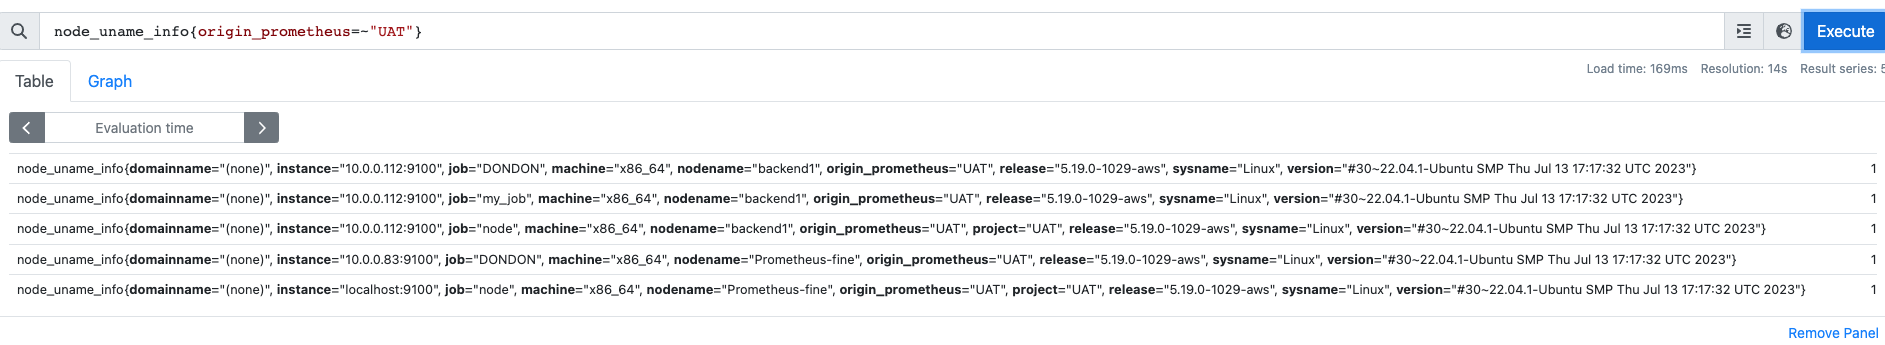 node_uname_info{origin_prometheus=~"UAT"}
Execute
Table
Graph
Load time: 169ms Resolution: 14s Result series: 5
Evaluation time
node_uname_info{domainname="(none)", instance="10.0.0.112:9100", job="DONDON", machine="x86_64", nodename="backend1", origin_prometheus="UAT", release="5.19.0-1029-aws", sysname="Linux", version="#30~22.04.1-Ubuntu SMP Thu Jul 13 17:17:32 UTC 2023"} 1
node_uname_info{domainname="(none)", instance="10.0.0.112:9100", job="my_job", machine="x86_64", nodename="backend1", origin_prometheus="UAT", release="5.19.0-1029-aws", sysname="Linux", version="#30~22.04.1-Ubuntu SMP Thu Jul 13 17:17:32 UTC 2023"} 1
node_uname_info{domainname="(none)", instance="10.0.0.112:9100", job="node", machine="x86_64", nodename="backend1", origin_prometheus="UAT", project="UAT", release="5.19.0-1029-aws", sysname="Linux", version="#30~22.04.1-Ubuntu SMP Thu Jul 13 17:17:32 UTC 2023"} 1
node_uname_info{domainname="(none)", instance="10.0.0.83:9100", job="DONDON", machine="x86_64", nodename="Prometheus-fine", origin_prometheus="UAT", release="5.19.0-1029-aws", sysname="Linux", version="#30~22.04.1-Ubuntu SMP Thu Jul 13 17:17:32 UTC 2023"} 1
node_uname_info{domainname="(none)", instance="localhost:9100", job="node", machine="x86_64", nodename="Prometheus-fine", origin_prometheus="UAT", project="UAT", release="5.19.0-1029-aws", sysname="Linux", version="#30~22.04.1-Ubuntu SMP Thu Jul 13 17:17:32 UTC 2023"} 1
Remove Panel